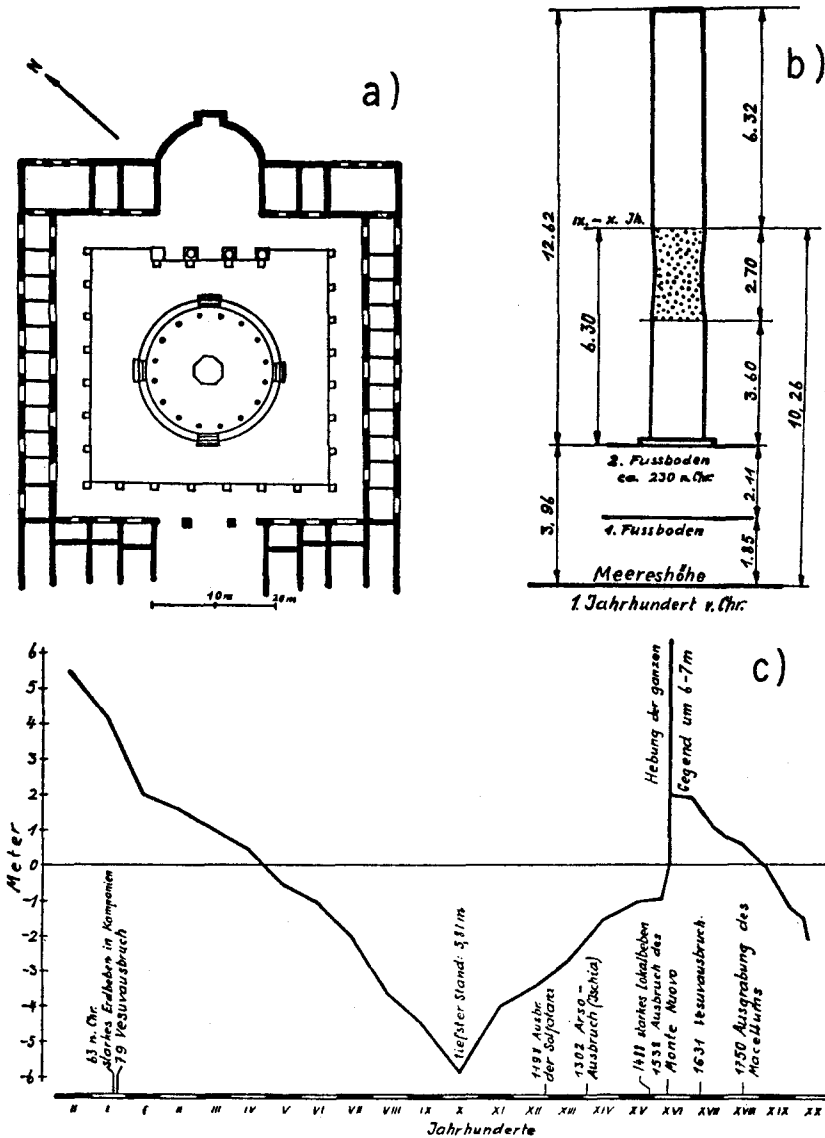 N
a)
10m 20m
b)
12.62
6.32
IX.-X. Jh.
6.30
2.70
3.60
10,26
2. Fussboden
ca. 230 n.Chr.
2.11
3,96
1. Fussboden
1.85
Meereshöhe
1. Jahrhundert v. Chr.
c)
Meter
6
5
4
3
2
1
0
-1
-2
-3
-4
-5
-6
Hebung der ganzen
Gegend um 6-7m
63 n. Chr.
starkes Erdbeben in Kampanien
79 Vesuvausbruch
tiefster Stand: 5,81m
1198 Ausbr.
der Solfatara
1302 Arso-
Ausbruch (Ischia)
1488 starkes Lokalbeben
1538 Ausbruch des
Monte Nuovo
1631 Vesuvausbruch.
1750 Ausgrabung des
Macellums
II I I II III IV V VI VII VIII IX X XI XII XIII XIV XV XVI XVII XVIII XIX XX
Jahrhunderte